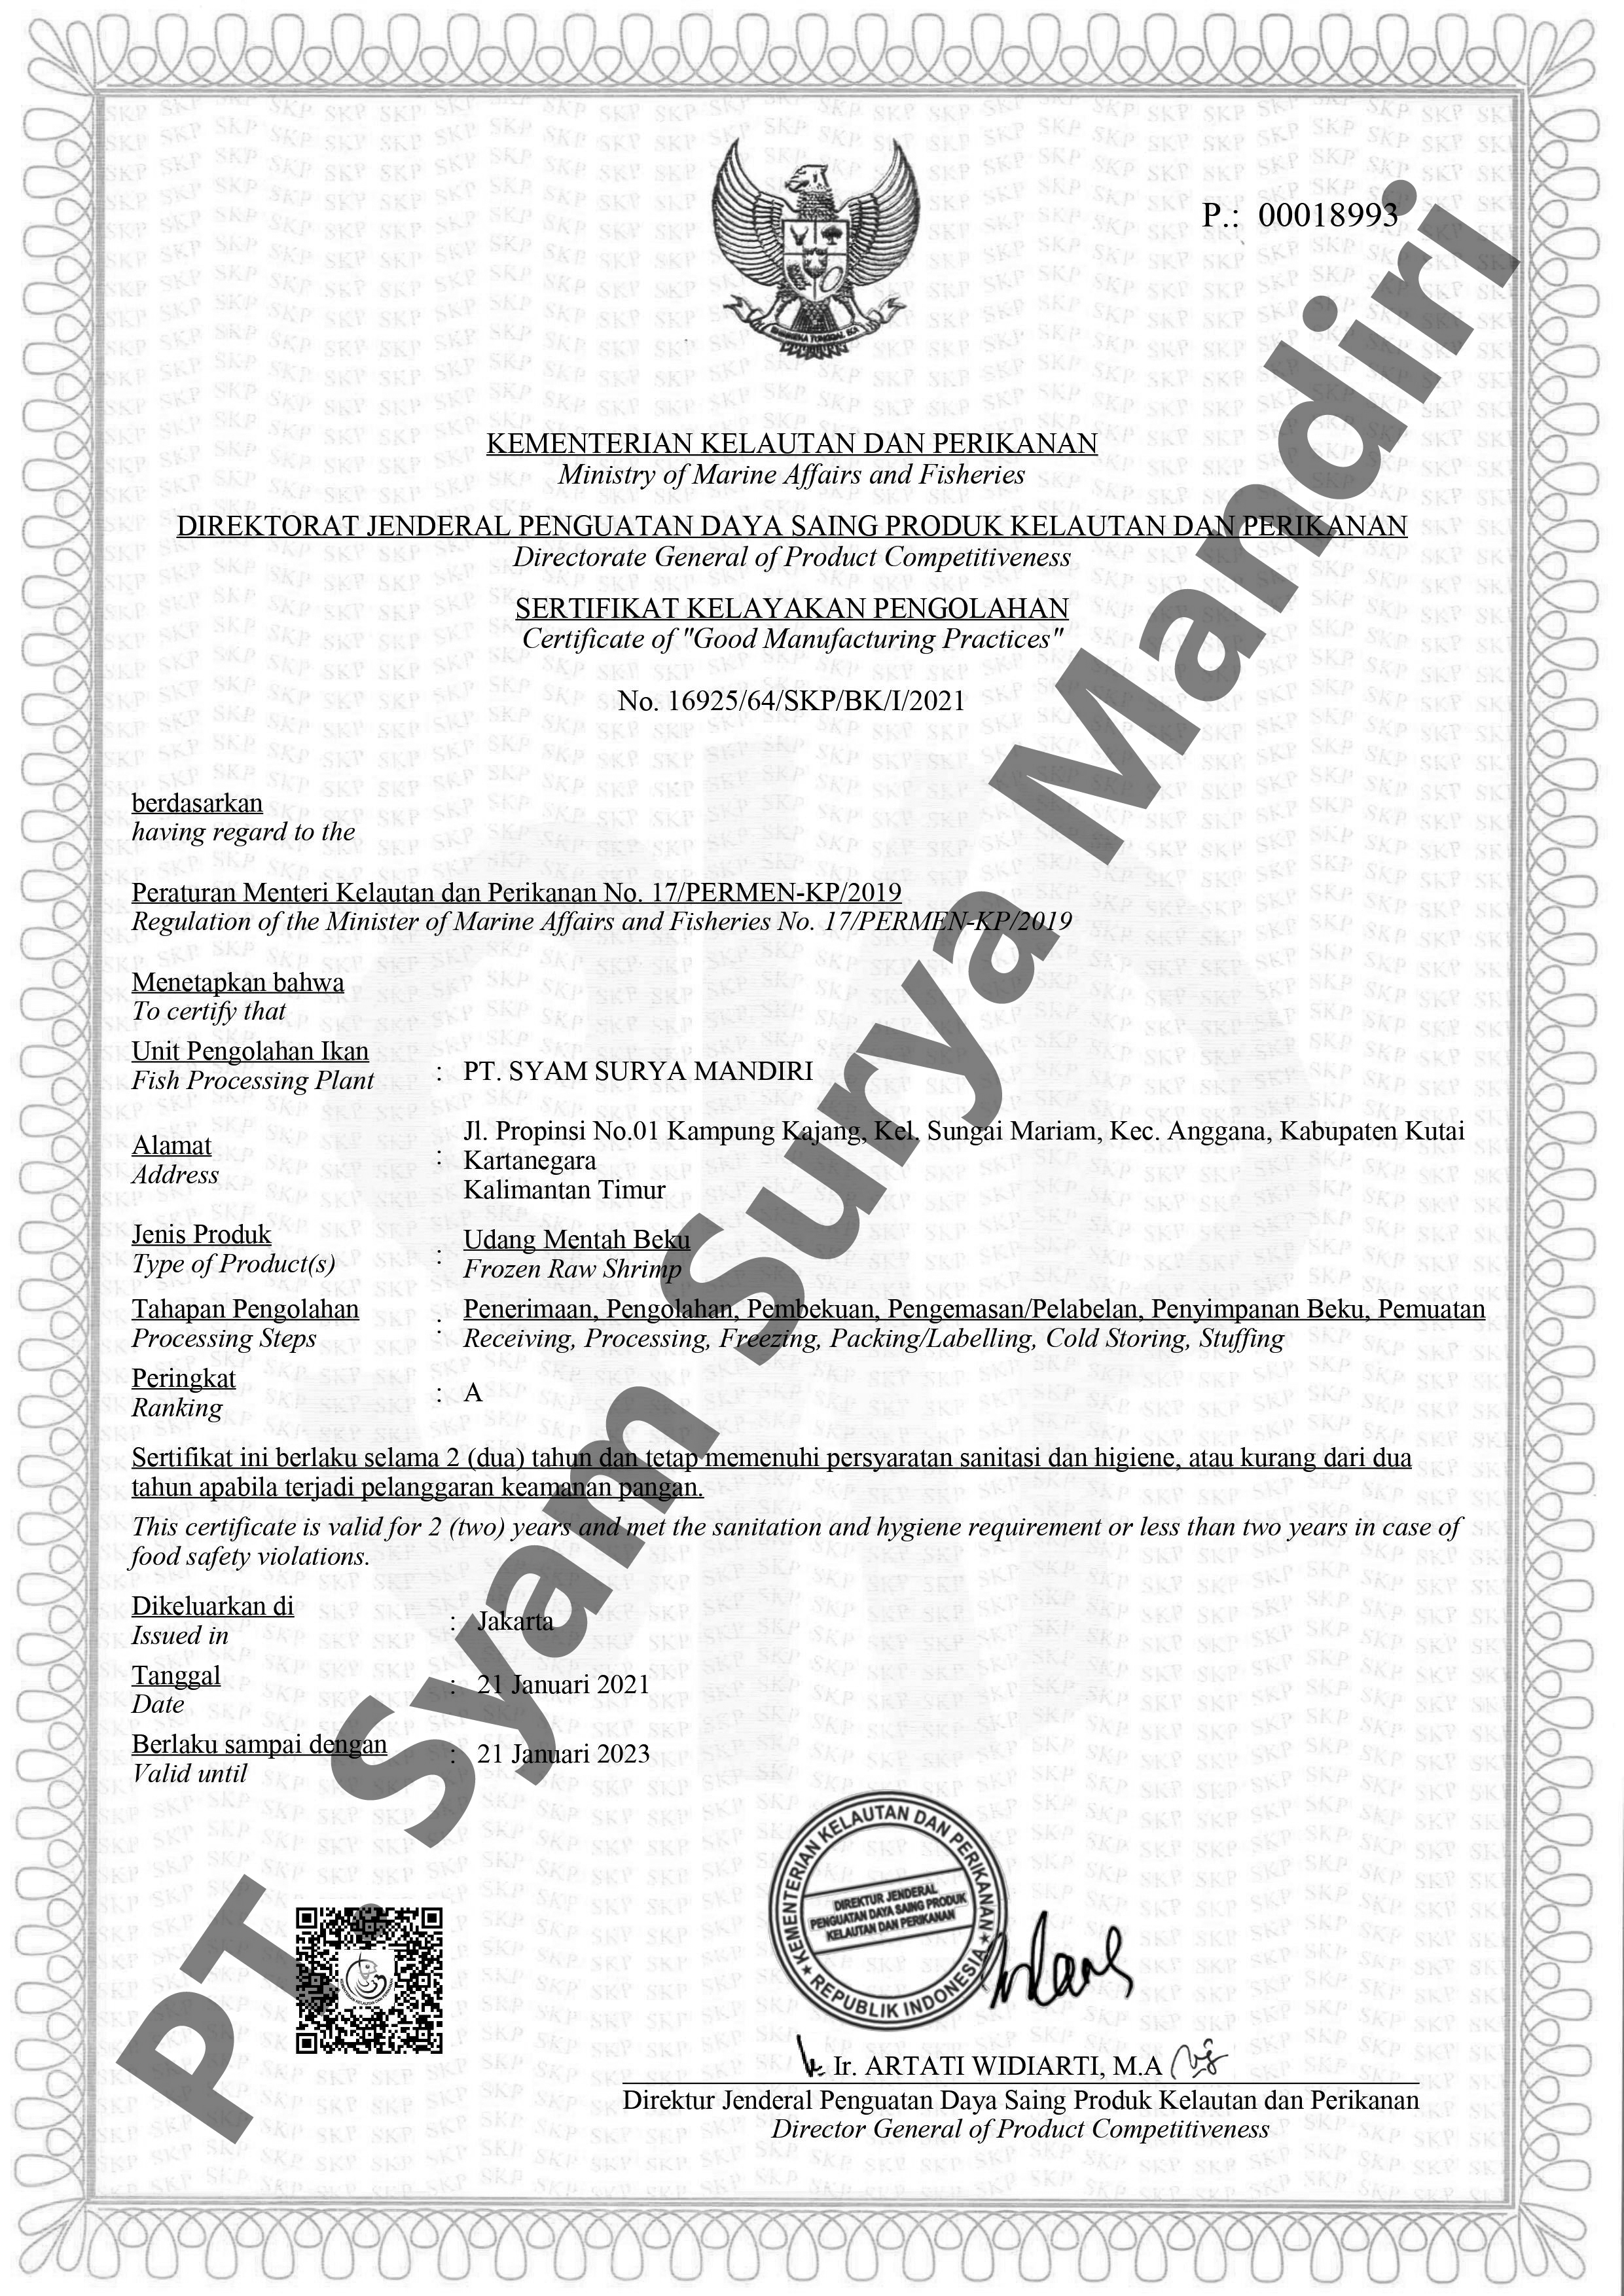 P.: 00018993
KEMENTERIAN KELAUTAN DAN PERIKANAN
Ministry of Marine Affairs and Fisheries
DIREKTORAT JENDERAL PENGUATAN DAYA SAING PRODUK KELAUTAN DAN PERIKANAN
Directorate General of Product Competitiveness
SERTIFIKAT KELAYAKAN PENGOLAHAN
Certificate of "Good Manufacturing Practices"
No. 16925/64/SKP/BK/I/2021
berdasarkan
having regard to the
Peraturan Menteri Kelautan dan Perikanan No. 17/PERMEN-KP/2019
Regulation of the Minister of Marine Affairs and Fisheries No. 17/PERMEN-KP/2019
Menetapkan bahwa
To certify that
Unit Pengolahan Ikan
Fish Processing Plant
: PT. SYAM SURYA MANDIRI
Alamat
Address
: Jl. Propinsi No.01 Kampung Kajang, Kel. Sungai Mariam, Kec. Anggana, Kabupaten Kutai
Kartanegara
Kalimantan Timur
Jenis Produk
Type of Product(s)
: Udang Mentah Beku
Frozen Raw Shrimp
Tahapan Pengolahan
Processing Steps
: Penerimaan, Pengolahan, Pembekuan, Pengemasan/Pelabelan, Penyimpanan Beku, Pemuatan
Receiving, Processing, Freezing, Packing/Labelling, Cold Storing, Stuffing
Peringkat
Ranking
: A
Sertifikat ini berlaku selama 2 (dua) tahun dan tetap memenuhi persyaratan sanitasi dan higiene, atau kurang dari dua
tahun apabila terjadi pelanggaran keamanan pangan.
This certificate is valid for 2 (two) years and met the sanitation and hygiene requirement or less than two years in case of
food safety violations.
Dikeluarkan di
Issued in
: Jakarta
Tanggal
Date
: 21 Januari 2021
Berlaku sampai dengan
Valid until
: 21 Januari 2023
KEMENTERIAN KELAUTAN DAN PERIKANAN
DIREKTUR JENDERAL
PENGUATAN DAYA SAING PRODUK
KELAUTAN DAN PERIKANAN
REPUBLIK INDONESIA
Ir. ARTATI WIDIARTI, M.A
Direktur Jenderal Penguatan Daya Saing Produk Kelautan dan Perikanan
Director General of Product Competitiveness
PT. Syam Surya Mandiri